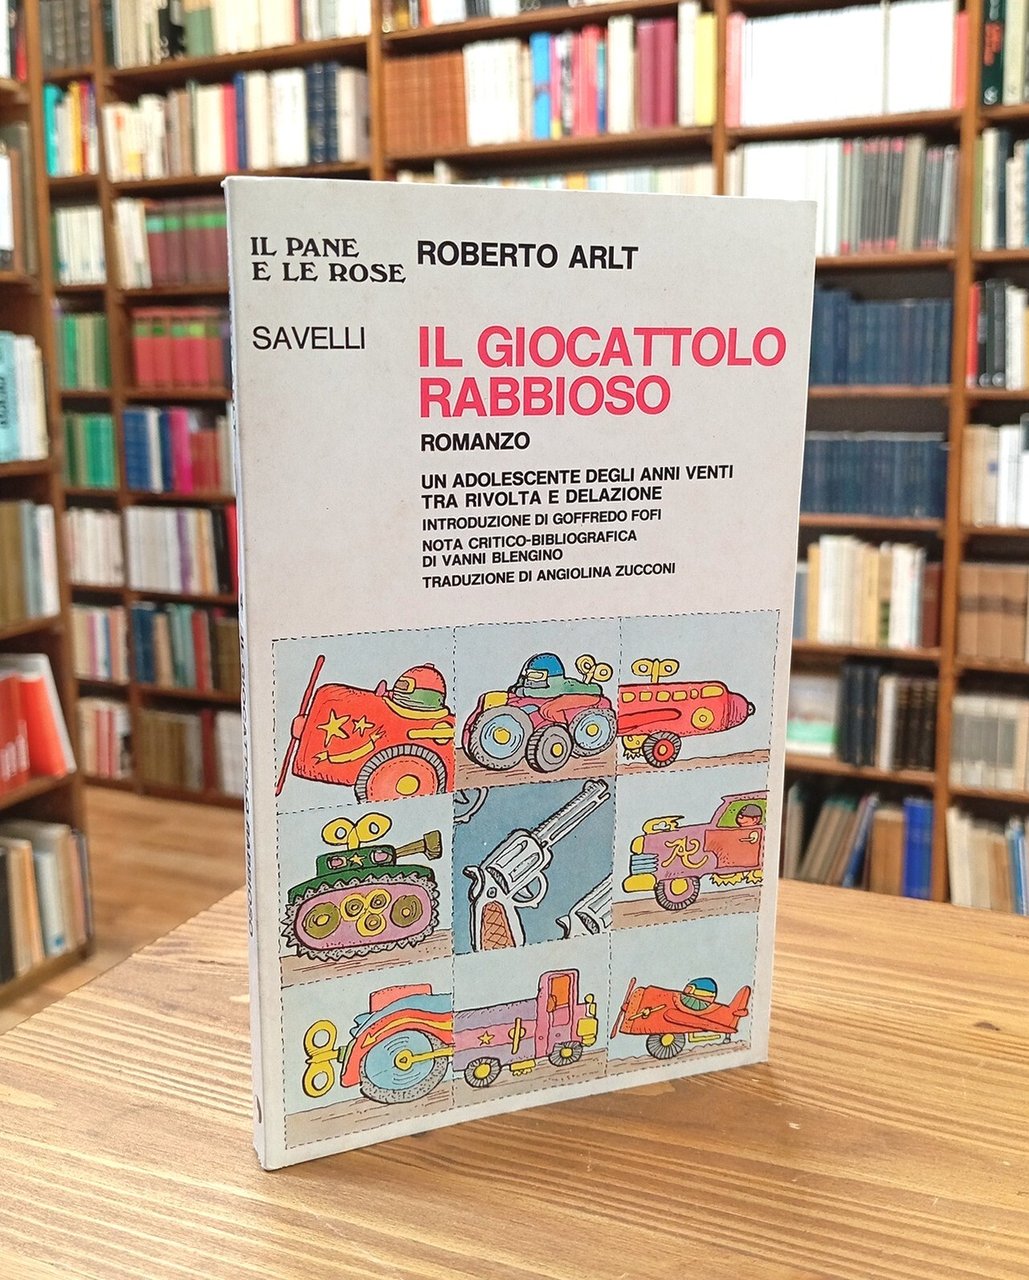 IL PANE
E LE ROSE
SAVELLI
ROBERTO ARLT
IL GIOCATTOLO
RABBIOSO
ROMANZO
UN ADOLESCENTE DEGLI ANNI VENTI
TRA RIVOLTA E DELAZIONE
INTRODUZIONE DI GOFFREDO FOFI
NOTA CRITICO-BIBLIOGRAFICA
DI VANNI BLENGINO
TRADUZIONE DI ANGIOLINA ZUCCONI